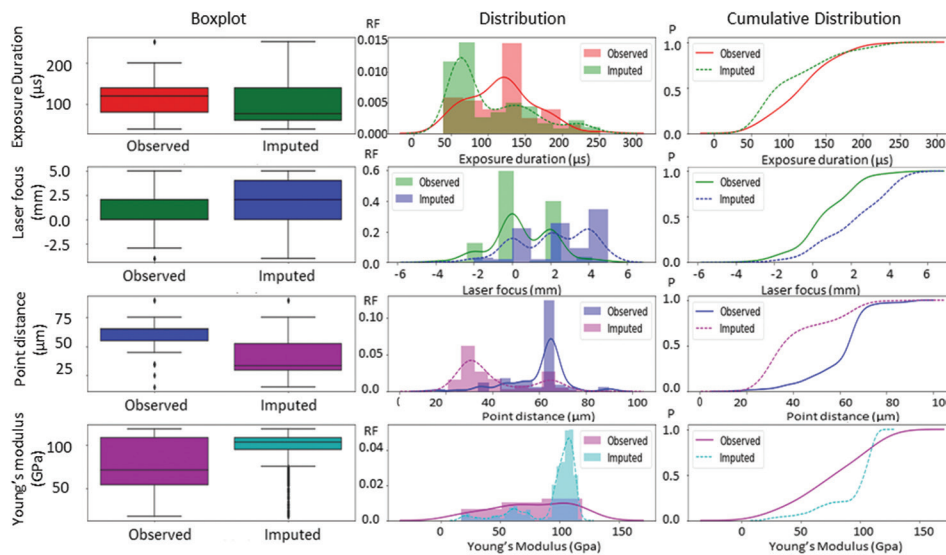 Boxplot Distribution Cumulative Distribution
Exposure Duration (μs)
200
100
Observed Imputed
RF
0.015
0.010
0.005
0.000
Observed
Imputed
0 50 100 150 200 250 300
Exposure duration (μs)
P
1.0
0.5
0.0
Observed
Imputed
0 50 100 150 200 250 300
Exposure duration (μs)
Laser focus (mm)
5.0
2.5
0.0
-2.5
Observed Imputed
RF
0.6
0.4
0.2
0.0
Observed
Imputed
-6 -4 -2 0 2 4 6
Laser focus (mm)
P
1.0
0.5
0.0
Observed
Imputed
-6 -4 -2 0 2 4 6
Laser focus (mm)
Point distance (μm)
75
50
25
Observed Imputed
RF
0.10
0.05
0.00
Observed
Imputed
20 40 60 80 100
Point distance (μm)
P
1.0
0.5
0.0
Observed
Imputed
0 20 40 60 80 100
Point distance (μm)
Young's modulus (GPa)
100
50
Observed Imputed
RF
0.04
0.02
0.0
Observed
Imputed
0 50 100 150
Young's Modulus (Gpa)
P
1.0
0.5
0.0
Observed
Imputed
0 50 100 150
Young's Modulus (Gpa)